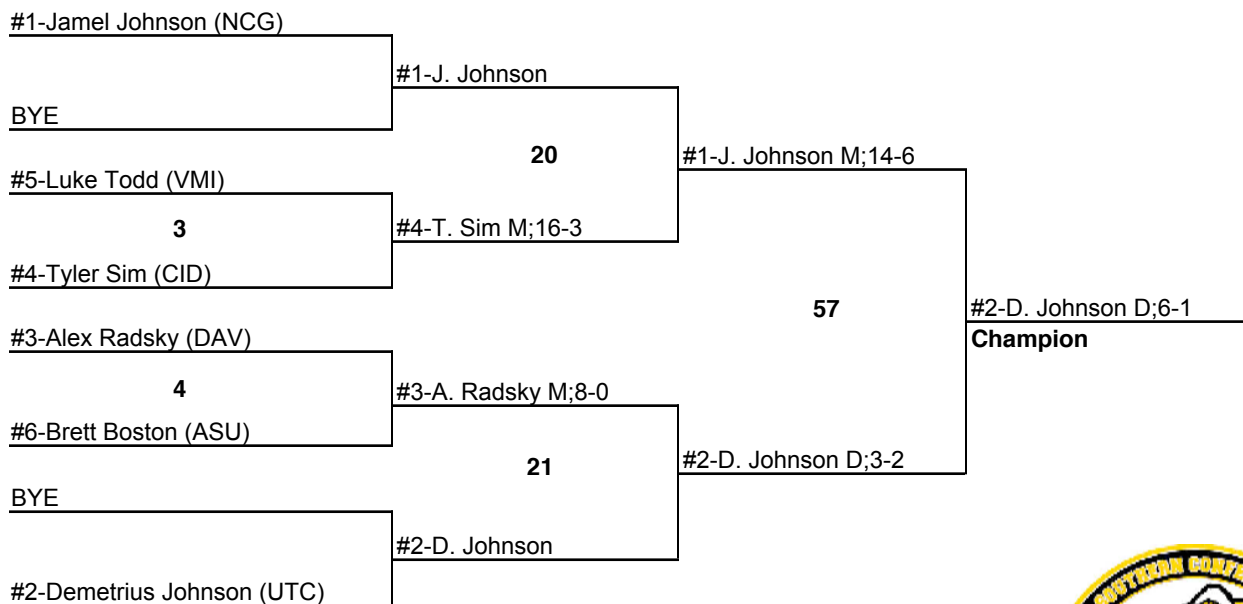 #1-Jamel Johnson (NCG)
#1-J. Johnson
BYE
20
#1-J. Johnson M;14-6
#5-Luke Todd (VMI)
3
#4-T. Sim M;16-3
#4-Tyler Sim (CID)
57
#2-D. Johnson D;6-1
Champion
#3-Alex Radsky (DAV)
4
#3-A. Radsky M;8-0
#6-Brett Boston (ASU)
21
#2-D. Johnson D;3-2
BYE
#2-D. Johnson
#2-Demetrius Johnson (UTC)
SOUTHERN